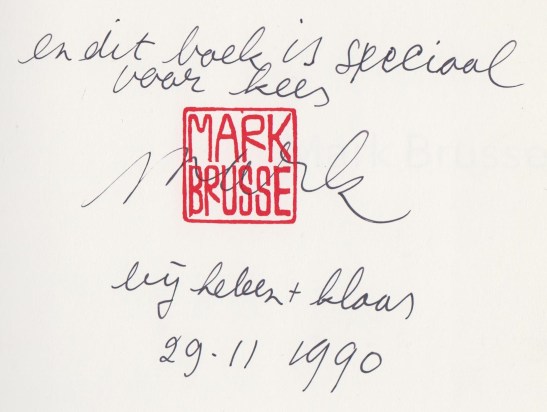 en dit boek is speciaal
voor kees
MARK
mark
BRUSSE
bij heleen + klaas
29.11 1990